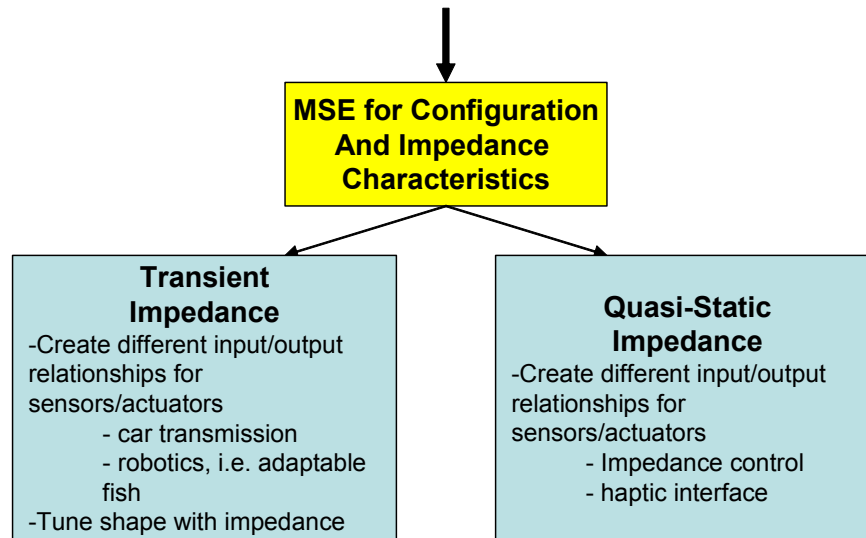 MSE for Configuration
And Impedance
Characteristics
Transient
Impedance
-Create different input/output
relationships for
sensors/actuators
- car transmission
- robotics, i.e. adaptable
fish
-Tune shape with impedance
Quasi-Static
Impedance
-Create different input/output
relationships for
sensors/actuators
- Impedance control
- haptic interface